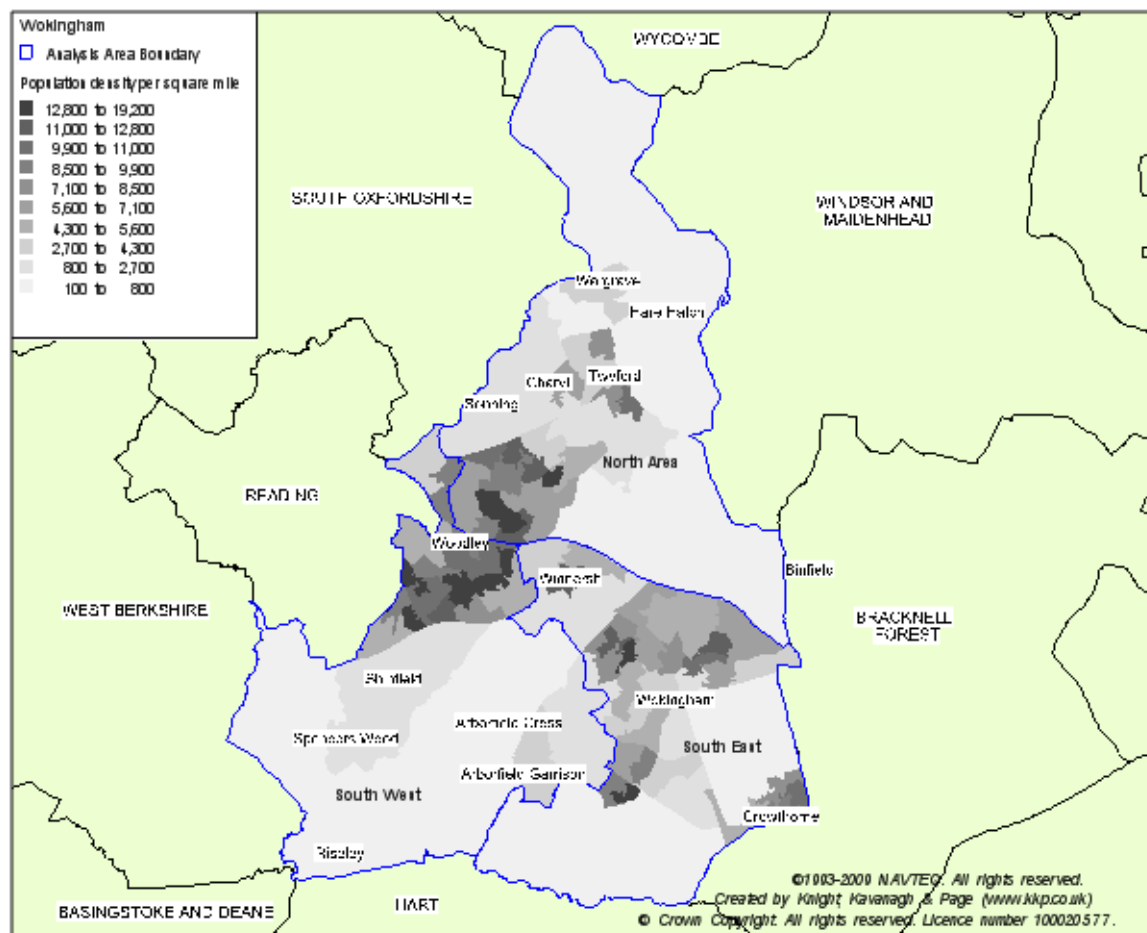 Wokingham
Analysis Area Boundary
Population density per square mile
12,800 to 19,200
11,000 to 12,800
9,900 to 11,000
8,500 to 9,900
7,100 to 8,500
5,600 to 7,100
4,300 to 5,600
2,700 to 4,300
800 to 2,700
100 to 800
WYCOMBE
SOUTH OXFORDSHIRE
WINDSOR AND
MAIDENHEAD
Wargrave
Hare Hatch
Charvil
Twyford
Sonning
North Area
READING
Woodley
Winnersh
Binfield
WEST BERKSHIRE
BRACKNELL
FOREST
Shinfield
Wokingham
Arborfield Cross
Spencers Wood
South East
Arborfield Garrison
South West
Crowthorne
Riseley
HART
BASINGSTOKE AND DEANE
©1993-2009 NAVTEQ. All rights reserved.
Created by Knight, Kavanagh & Page (www.kkp.co.uk)
© Crown Copyright. All rights reserved. Licence number 100020577.